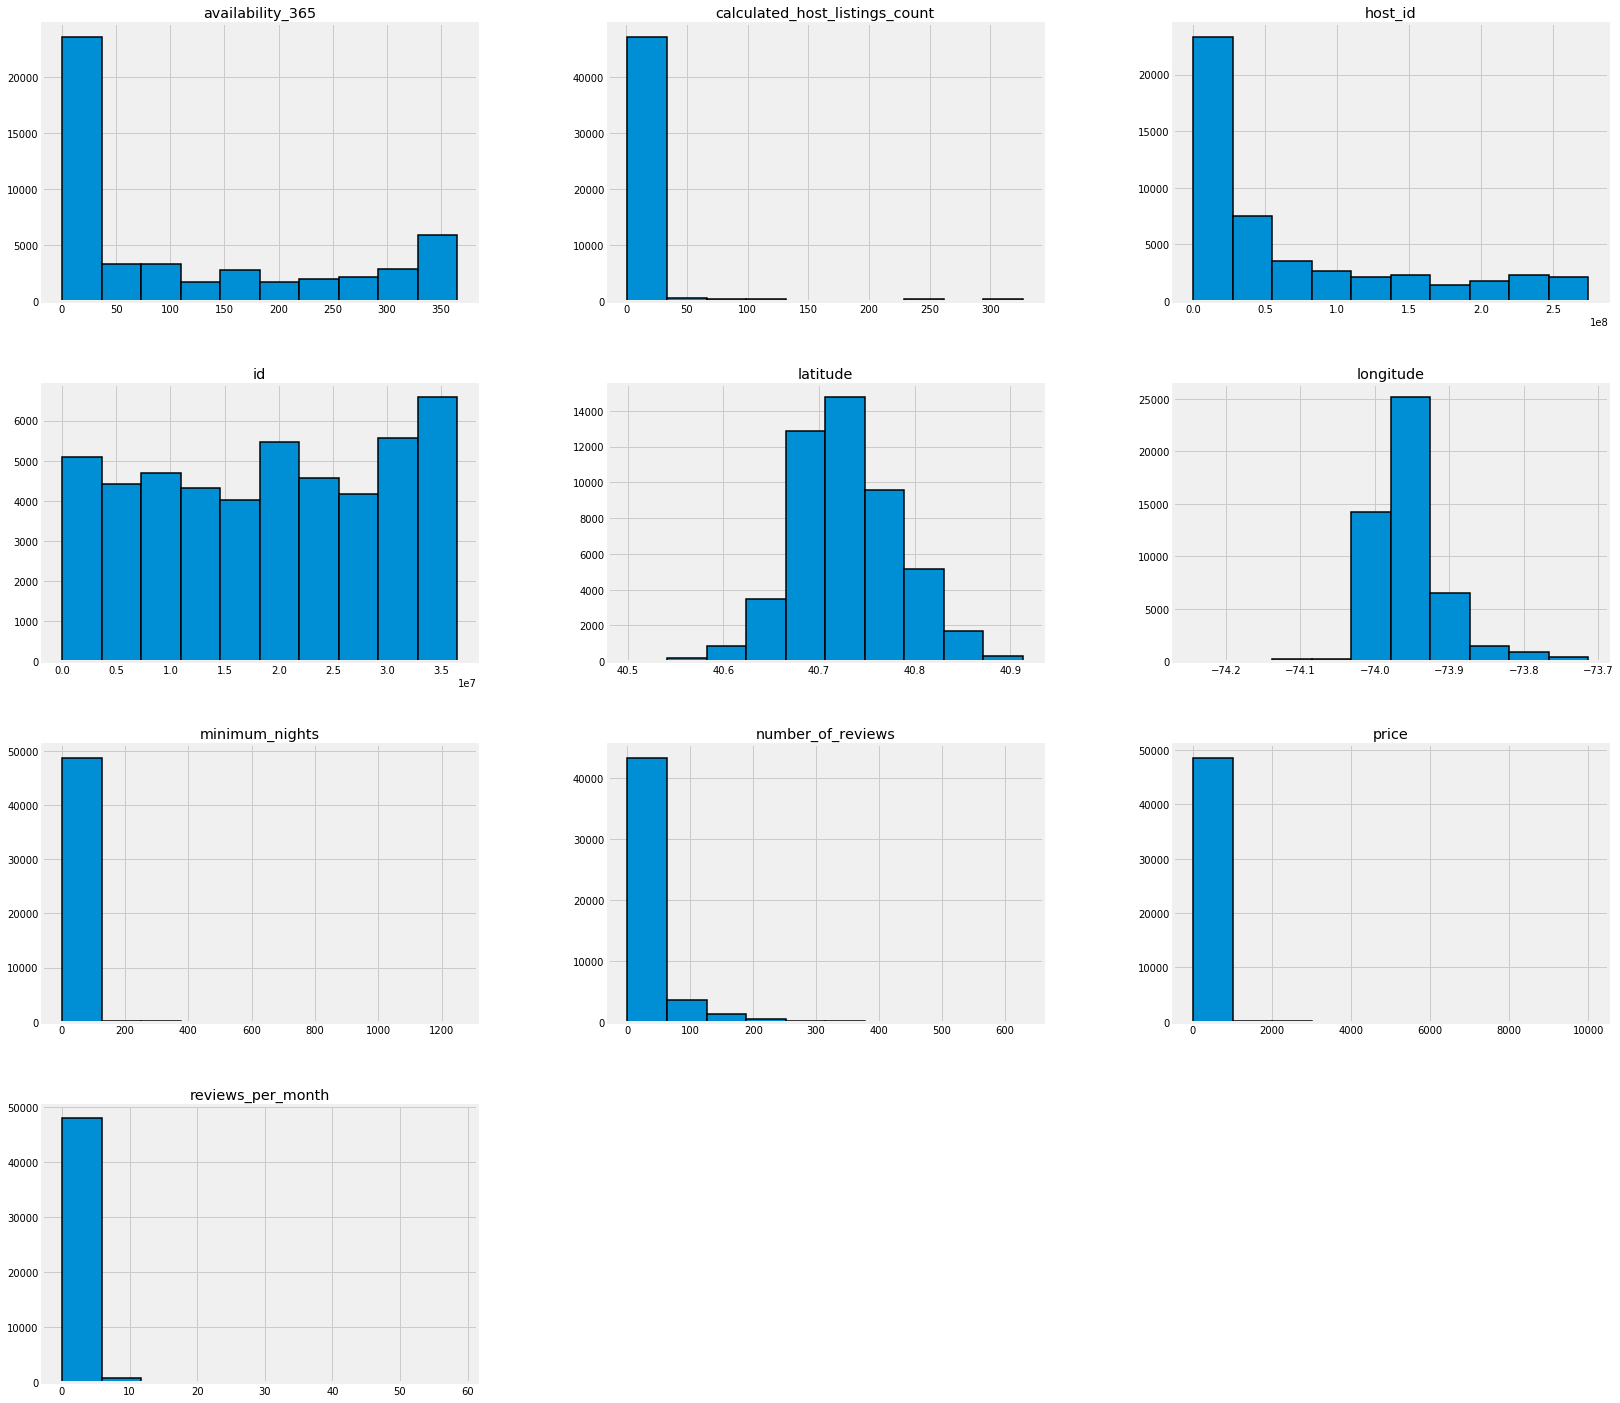 availability_365 calculated_host_listings_count host_id
20000 40000 20000
15000 30000 15000
10000 20000 10000
5000 10000 5000
0 0 0
0 50 100 150 200 250 300 350 0 50 100 150 200 250 300 0.0 0.5 1.0 1.5 2.0 2.5
1e8
id latitude longitude
6000 14000 25000
5000 12000 20000
4000 10000 15000
3000 8000 10000
2000 6000 5000
1000 4000 0
0 2000
0
0.0 0.5 1.0 1.5 2.0 2.5 3.0 3.5 40.5 40.6 40.7 40.8 40.9 −74.2 −74.1 −74.0 −73.9 −73.8 −73.7
1e7
minimum_nights number_of_reviews price
50000 40000 50000
40000 30000 40000
30000 20000 30000
20000 10000 20000
10000 0 10000
0 0
0 200 400 600 800 1000 1200 0 100 200 300 400 500 600 0 2000 4000 6000 8000 10000
reviews_per_month
50000
40000
30000
20000
10000
0
0 10 20 30 40 50 60